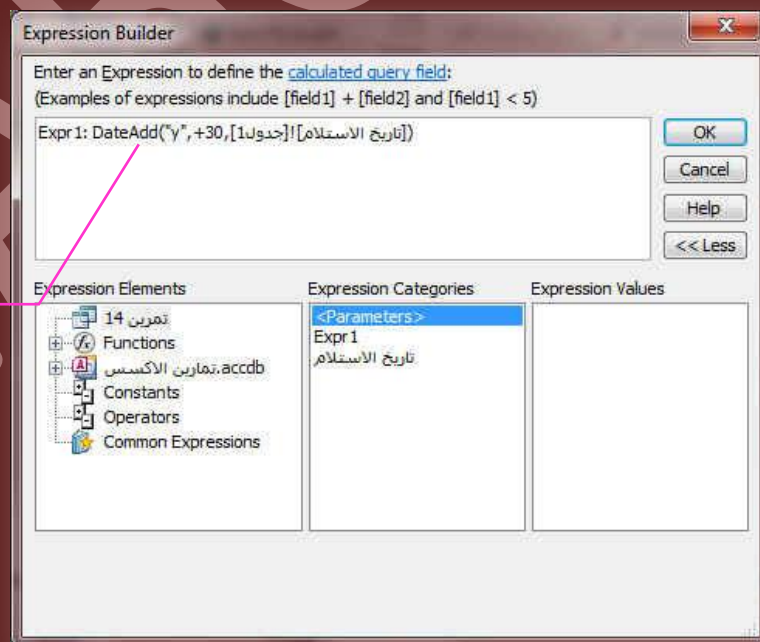 Expression Builder
Enter an Expression to define the calculated query field:
(Examples of expressions include [field1] + [field2] and [field1] < 5)
Expr1: DateAdd("y",+30,[جدول1]![تاريخ الاستلام])
OK
Cancel
Help
<< Less
Expression Elements
تمرين 14
Functions
تمارين الاكسس.accdb
Constants
Operators
Common Expressions
Expression Categories
<Parameters>
Expr1
تاريخ الاستلام
Expression Values